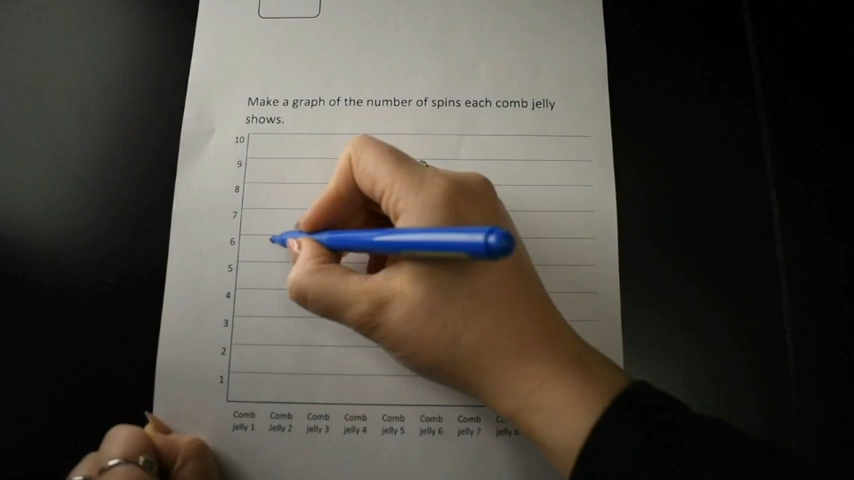 Make a graph of the number of spins each comb jelly
shows.
10
9
8
7
6
5
4
3
2
1
Comb Comb Comb Comb Comb Comb Comb
jelly 1 jelly 2 jelly 3 jelly 4 jelly 5 jelly 6 jelly 7 jelly 8